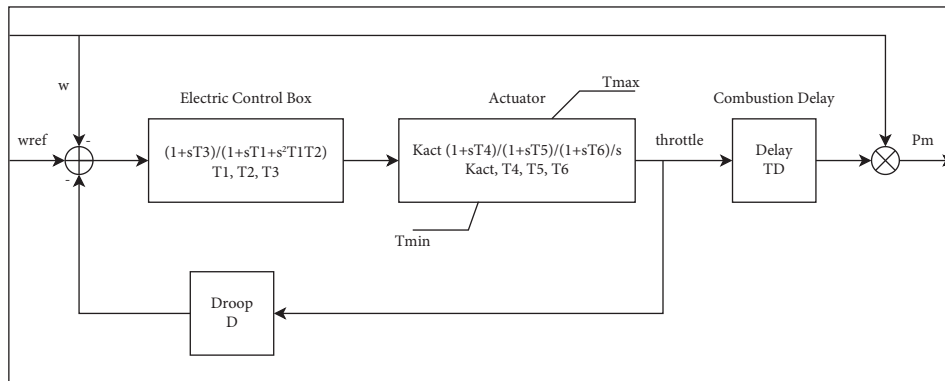 Tmax
w
Electric Control Box
Actuator
Combustion Delay
wref
-
(1+sT3)/(1+sT1+s²T1T2)
T1, T2, T3
Kact (1+sT4)/(1+sT5)/(1+sT6)/s
Kact, T4, T5, T6
throttle
Delay
TD
Pm
-
Tmin
Droop
D